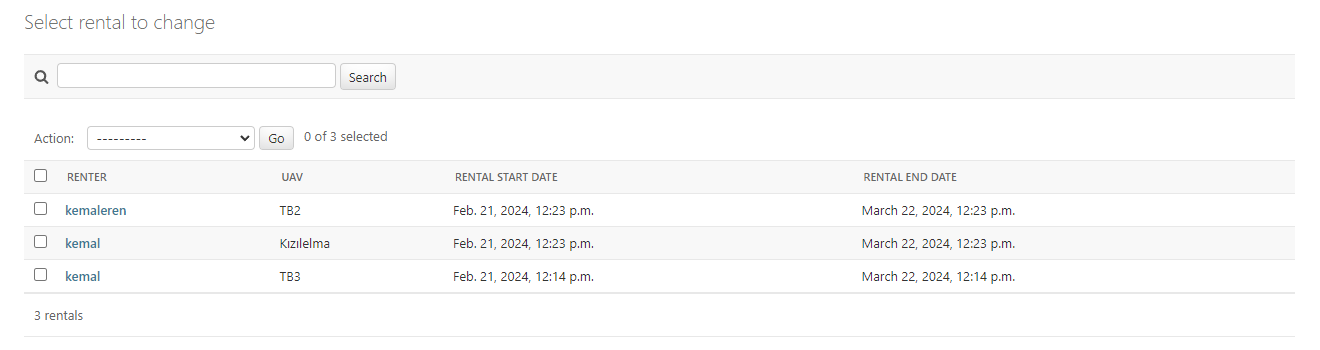 Select rental to change
Search
Action: --------- Go 0 of 3 selected
RENTER UAV RENTAL START DATE RENTAL END DATE
kemaleren TB2 Feb. 21, 2024, 12:23 p.m. March 22, 2024, 12:23 p.m.
kemal Kızılelma Feb. 21, 2024, 12:23 p.m. March 22, 2024, 12:23 p.m.
kemal TB3 Feb. 21, 2024, 12:14 p.m. March 22, 2024, 12:14 p.m.
3 rentals